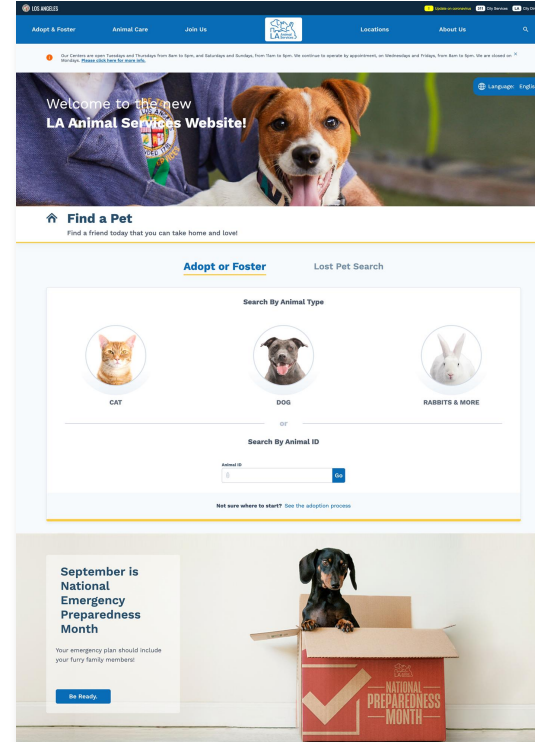 LOS ANGELES
Update on coronavirus 311 City Services LA City Dir
Adopt & Foster Animal Care Join Us Locations About Us
LA Animal Services
Our Centers are open Tuesdays and Thursdays from 8am to 5pm, and Saturdays and Sundays, from 11am to 5pm. We continue to operate by appointment, on Wednesdays and Fridays, from 8am to 5pm. We are closed on
Mondays. Please click here for more info.
Language: Englis
Welcome to the new
LA Animal Services Website!
Find a Pet
Find a friend today that you can take home and love!
Adopt or Foster Lost Pet Search
Search By Animal Type
CAT DOG RABBITS & MORE
or
Search By Animal ID
Animal ID
Go
Not sure where to start? See the adoption process
September is
National
Emergency
Preparedness
Month
Your emergency plan should include
your furry family members!
Be Ready.
NATIONAL
PREPAREDNESS
MONTH